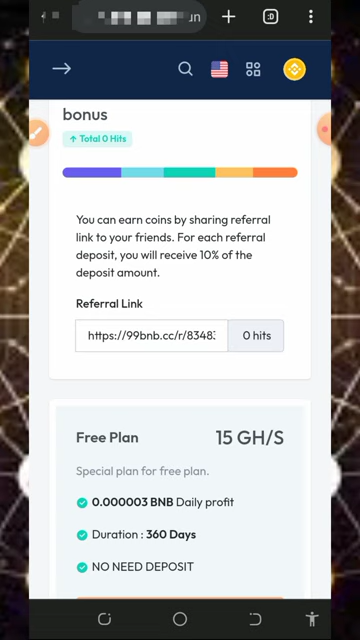 :D
bonus
↑ Total 0 Hits
You can earn coins by sharing referral
link to your friends. For each referral
deposit, you will receive 10% of the
deposit amount.
Referral Link
https://99bnb.cc/r/8348
0 hits
Free Plan
15 GH/S
Special plan for free plan.
0.000003 BNB Daily profit
Duration : 360 Days
NO NEED DEPOSIT